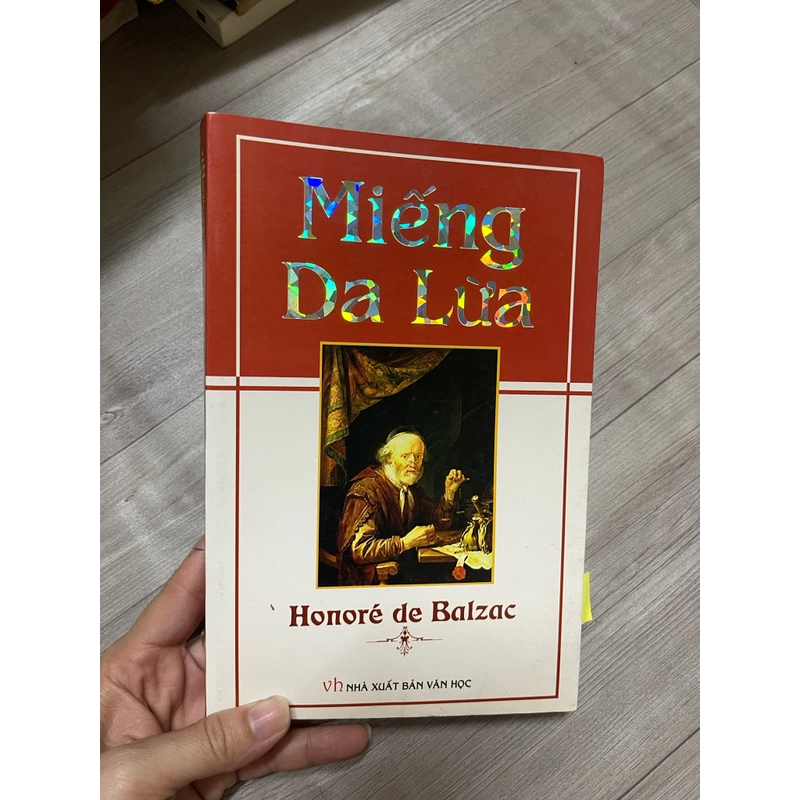 Miếng
Da Lừa
Honoré de Balzac
vh NHÀ XUẤT BẢN VĂN HỌC